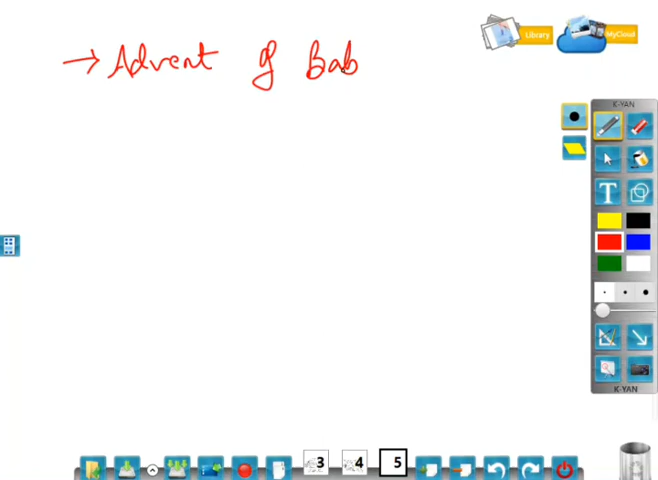 → Advent of Bab
Library
MyCloud
K-YAN
T
K-YAN
3 4 5